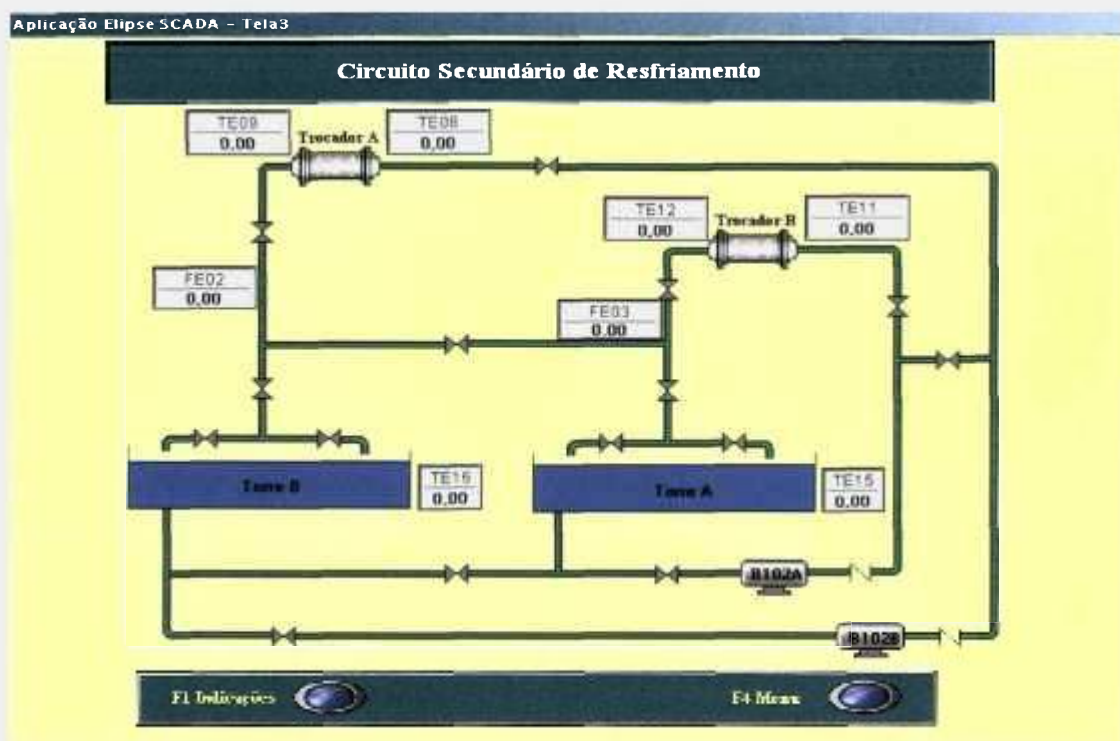 Aplicação Elipse SCADA - Tela3
Circuito Secundário de Resfriamento
TE09
0,00
Trocador A
TE08
0,00
TE12
0,00
Trocador B
TE11
0,00
FE02
0,00
FE03
0,00
Torre B
TE16
0,00
Torre A
TE15
0,00
B102A
B102B
F1 Indicações
F4 Menu